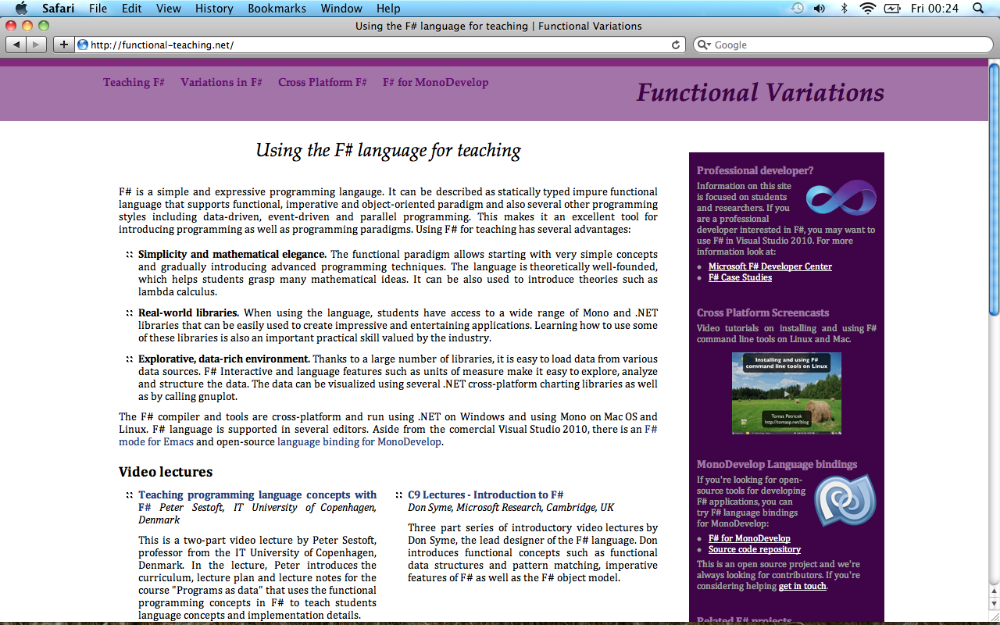 Safari File Edit View History Bookmarks Window Help Fri 00:24
Using the F# language for teaching | Functional Variations
http://functional-teaching.net/
Google
Teaching F# Variations in F# Cross Platform F# F# for MonoDevelop
Functional Variations
Using the F# language for teaching
F# is a simple and expressive programming langauge. It can be described as statically typed impure functional
language that supports functional, imperative and object-oriented paradigm and also several other programming
styles including data-driven, event-driven and parallel programming. This makes it an excellent tool for
introducing programming as well as programming paradigms. Using F# for teaching has several advantages:
:: Simplicity and mathematical elegance. The functional paradigm allows starting with very simple concepts
and gradually introducing advanced programming techniques. The language is theoretically well-founded,
which helps students grasp many mathematical ideas. It can be also used to introduce theories such as
lambda calculus.
:: Real-world libraries. When using the language, students have access to a wide range of Mono and .NET
libraries that can be easily used to create impressive and entertaining applications. Learning how to use some
of these libraries is also an important practical skill valued by the industry.
:: Explorative, data-rich environment. Thanks to a large number of libraries, it is easy to load data from various
data sources. F# Interactive and language features such as units of measure make it easy to explore, analyze
and structure the data. The data can be visualized using several .NET cross-platform charting libraries as well
as by calling gnuplot.
The F# compiler and tools are cross-platform and run using .NET on Windows and using Mono on Mac OS and
Linux. F# language is supported in several editors. Aside from the comercial Visual Studio 2010, there is an F#
mode for Emacs and open-source language binding for MonoDevelop.
Video lectures
:: Teaching programming language concepts with
F# Peter Sestoft, IT University of Copenhagen,
Denmark
This is a two-part video lecture by Peter Sestoft,
professor from the IT University of Copenhagen,
Denmark. In the lecture, Peter introduces the
curriculum, lecture plan and lecture notes for the
course "Programs as data" that uses the functional
programming concepts in F# to teach students
language concepts and implementation details.
:: C9 Lectures - Introduction to F#
Don Syme, Microsoft Research, Cambridge, UK
Three part series of introductory video lectures by
Don Syme, the lead designer of the F# language. Don
introduces functional concepts such as functional
data structures and pattern matching, imperative
features of F# as well as the F# object model.
Professional developer?
Information on this site
is focused on students
and researchers. If you
are a professional
developer interested in F#, you may want to
use F# in Visual Studio 2010. For more
information look at:
Microsoft F# Developer Center
F# Case Studies
Cross Platform Screencasts
Video tutorials on installing and using F#
command line tools on Linux and Mac.
Installing and using F#
command line tools on Linux
Tomas Petricek
http://tomasp.net/blog
MonoDevelop Language bindings
If you're looking for open-
source tools for developing
F# applications, you can
try F# language bindings
for MonoDevelop:
F# for MonoDevelop
Source code repository
This is an open source project and we're
always looking for contributors. If you're
considering helping get in touch.
Related F# projects